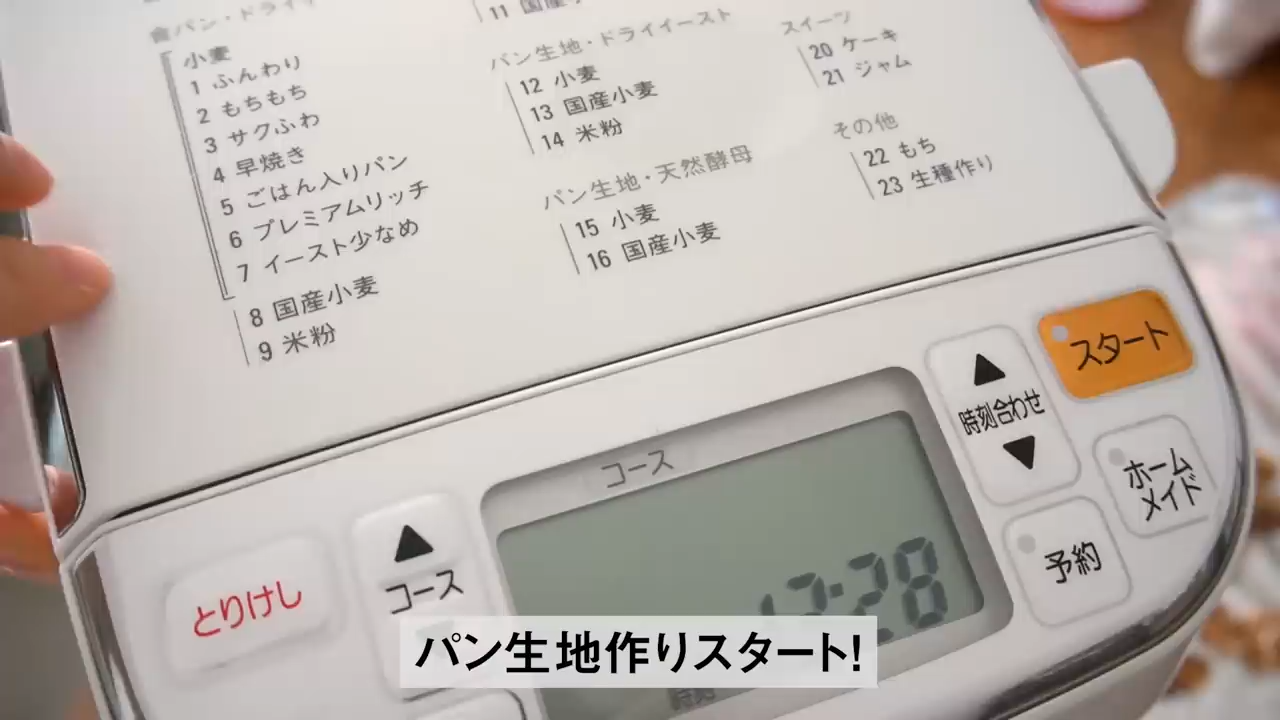 食パン・ドライイ
小麦
1 ふんわり
2 もちもち
3 サクふわ
4 早焼き
5 ごはん入りパン
6 プレミアムリッチ
7 イースト少なめ
8 国産小麦
9 米粉
11 国産
パン生地・ドライイースト
12 小麦
13 国産小麦
14 米粉
パン生地・天然酵母
15 小麦
16 国産小麦
スイーツ
20 ケーキ
21 ジャム
その他
22 もち
23 生種作り
スタート
時刻合わせ
ホーム
メイド
予約
コース
とりけし
コース
時刻
パン生地作りスタート!